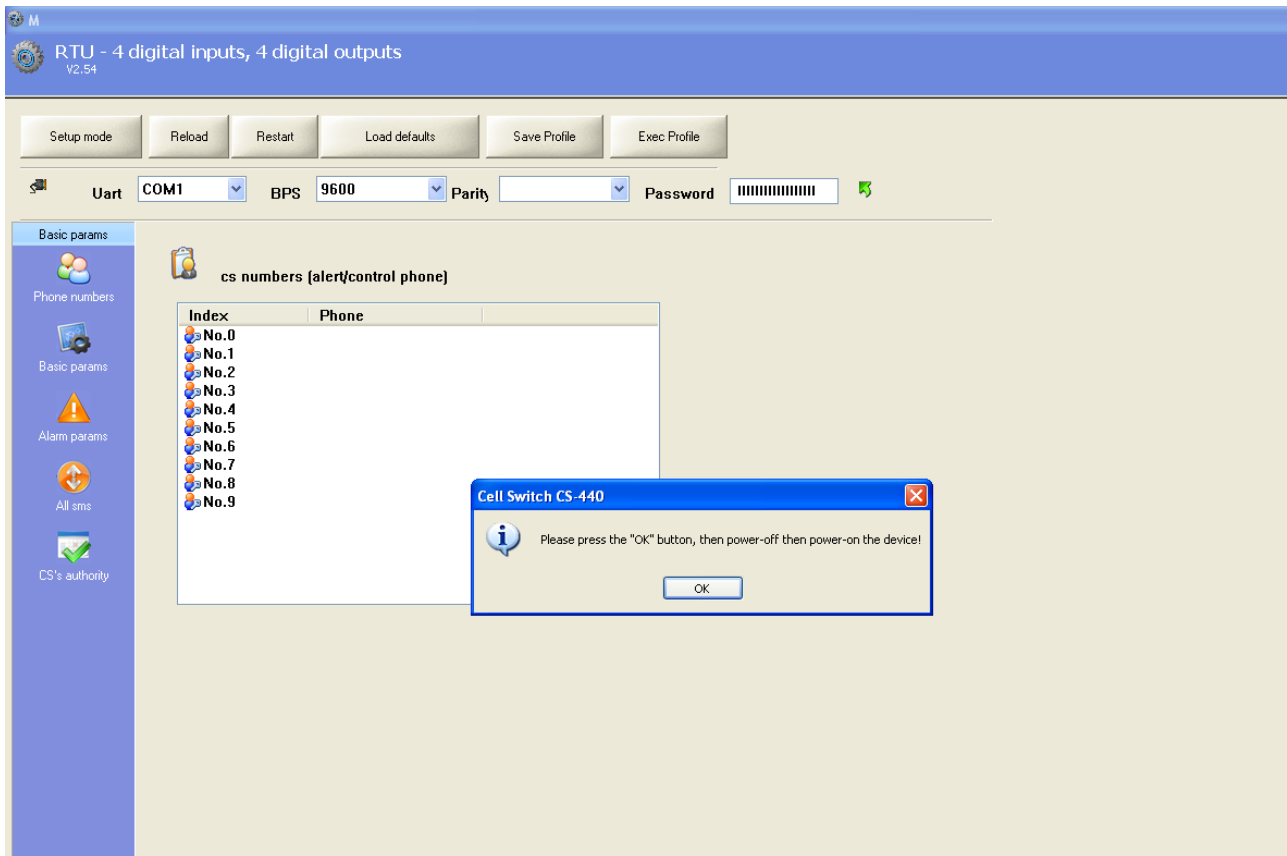 M
RTU - 4 digital inputs, 4 digital outputs
V2.54
Setup mode Reload Restart Load defaults Save Profile Exec Profile
Uart COM1 BPS 9600 Parity Password
Basic params
Phone numbers
Basic params
Alarm params
All sms
CS's authority
cs numbers (alert/control phone)
Index Phone
No.0
No.1
No.2
No.3
No.4
No.5
No.6
No.7
No.8
No.9
Cell Switch CS-440
Please press the "OK" button, then power-off then power-on the device!
OK